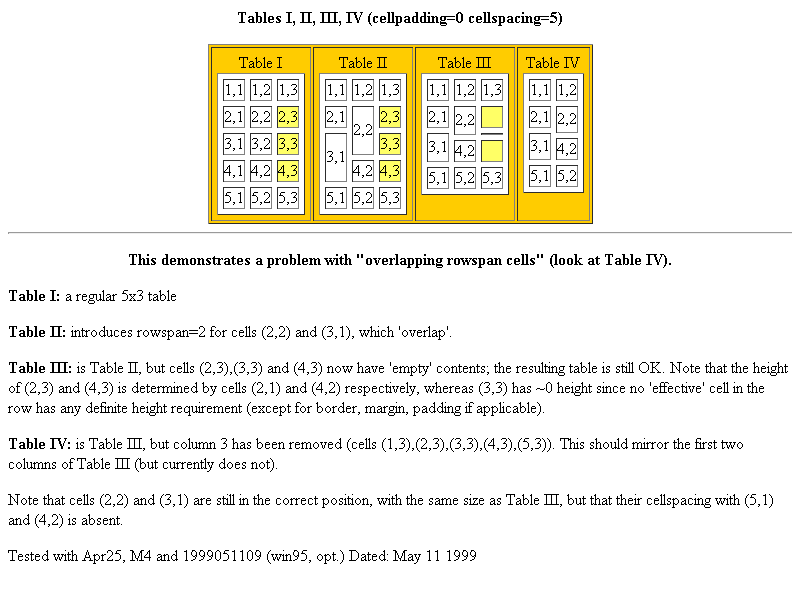 Tables I, II, III, IV (cellpadding=0 cellspacing=5)
Table I
1,1 1,2 1,3
2,1 2,2 2,3
3,1 3,2 3,3
4,1 4,2 4,3
5,1 5,2 5,3
Table II
1,1 1,2 1,3
2,1 2,2 2,3
3,1 3,3
4,2 4,3
5,1 5,2 5,3
Table III
1,1 1,2 1,3
2,1 2,2
3,1 4,2
5,1 5,2 5,3
Table IV
1,1 1,2
2,1 2,2
3,1 4,2
5,1 5,2
This demonstrates a problem with "overlapping rowspan cells" (look at Table IV).
Table I: a regular 5x3 table
Table II: introduces rowspan=2 for cells (2,2) and (3,1), which 'overlap'.
Table III: is Table II, but cells (2,3),(3,3) and (4,3) now have 'empty' contents; the resulting table is still OK. Note that the height
of (2,3) and (4,3) is determined by cells (2,1) and (4,2) respectively, whereas (3,3) has ~0 height since no 'effective' cell in the
row has any definite height requirement (except for border, margin, padding if applicable).
Table IV: is Table III, but column 3 has been removed (cells (1,3),(2,3),(3,3),(4,3),(5,3)). This should mirror the first two
columns of Table III (but currently does not).
Note that cells (2,2) and (3,1) are still in the correct position, with the same size as Table III, but that their cellspacing with (5,1)
and (4,2) is absent.
Tested with Apr25, M4 and 1999051109 (win95, opt.) Dated: May 11 1999